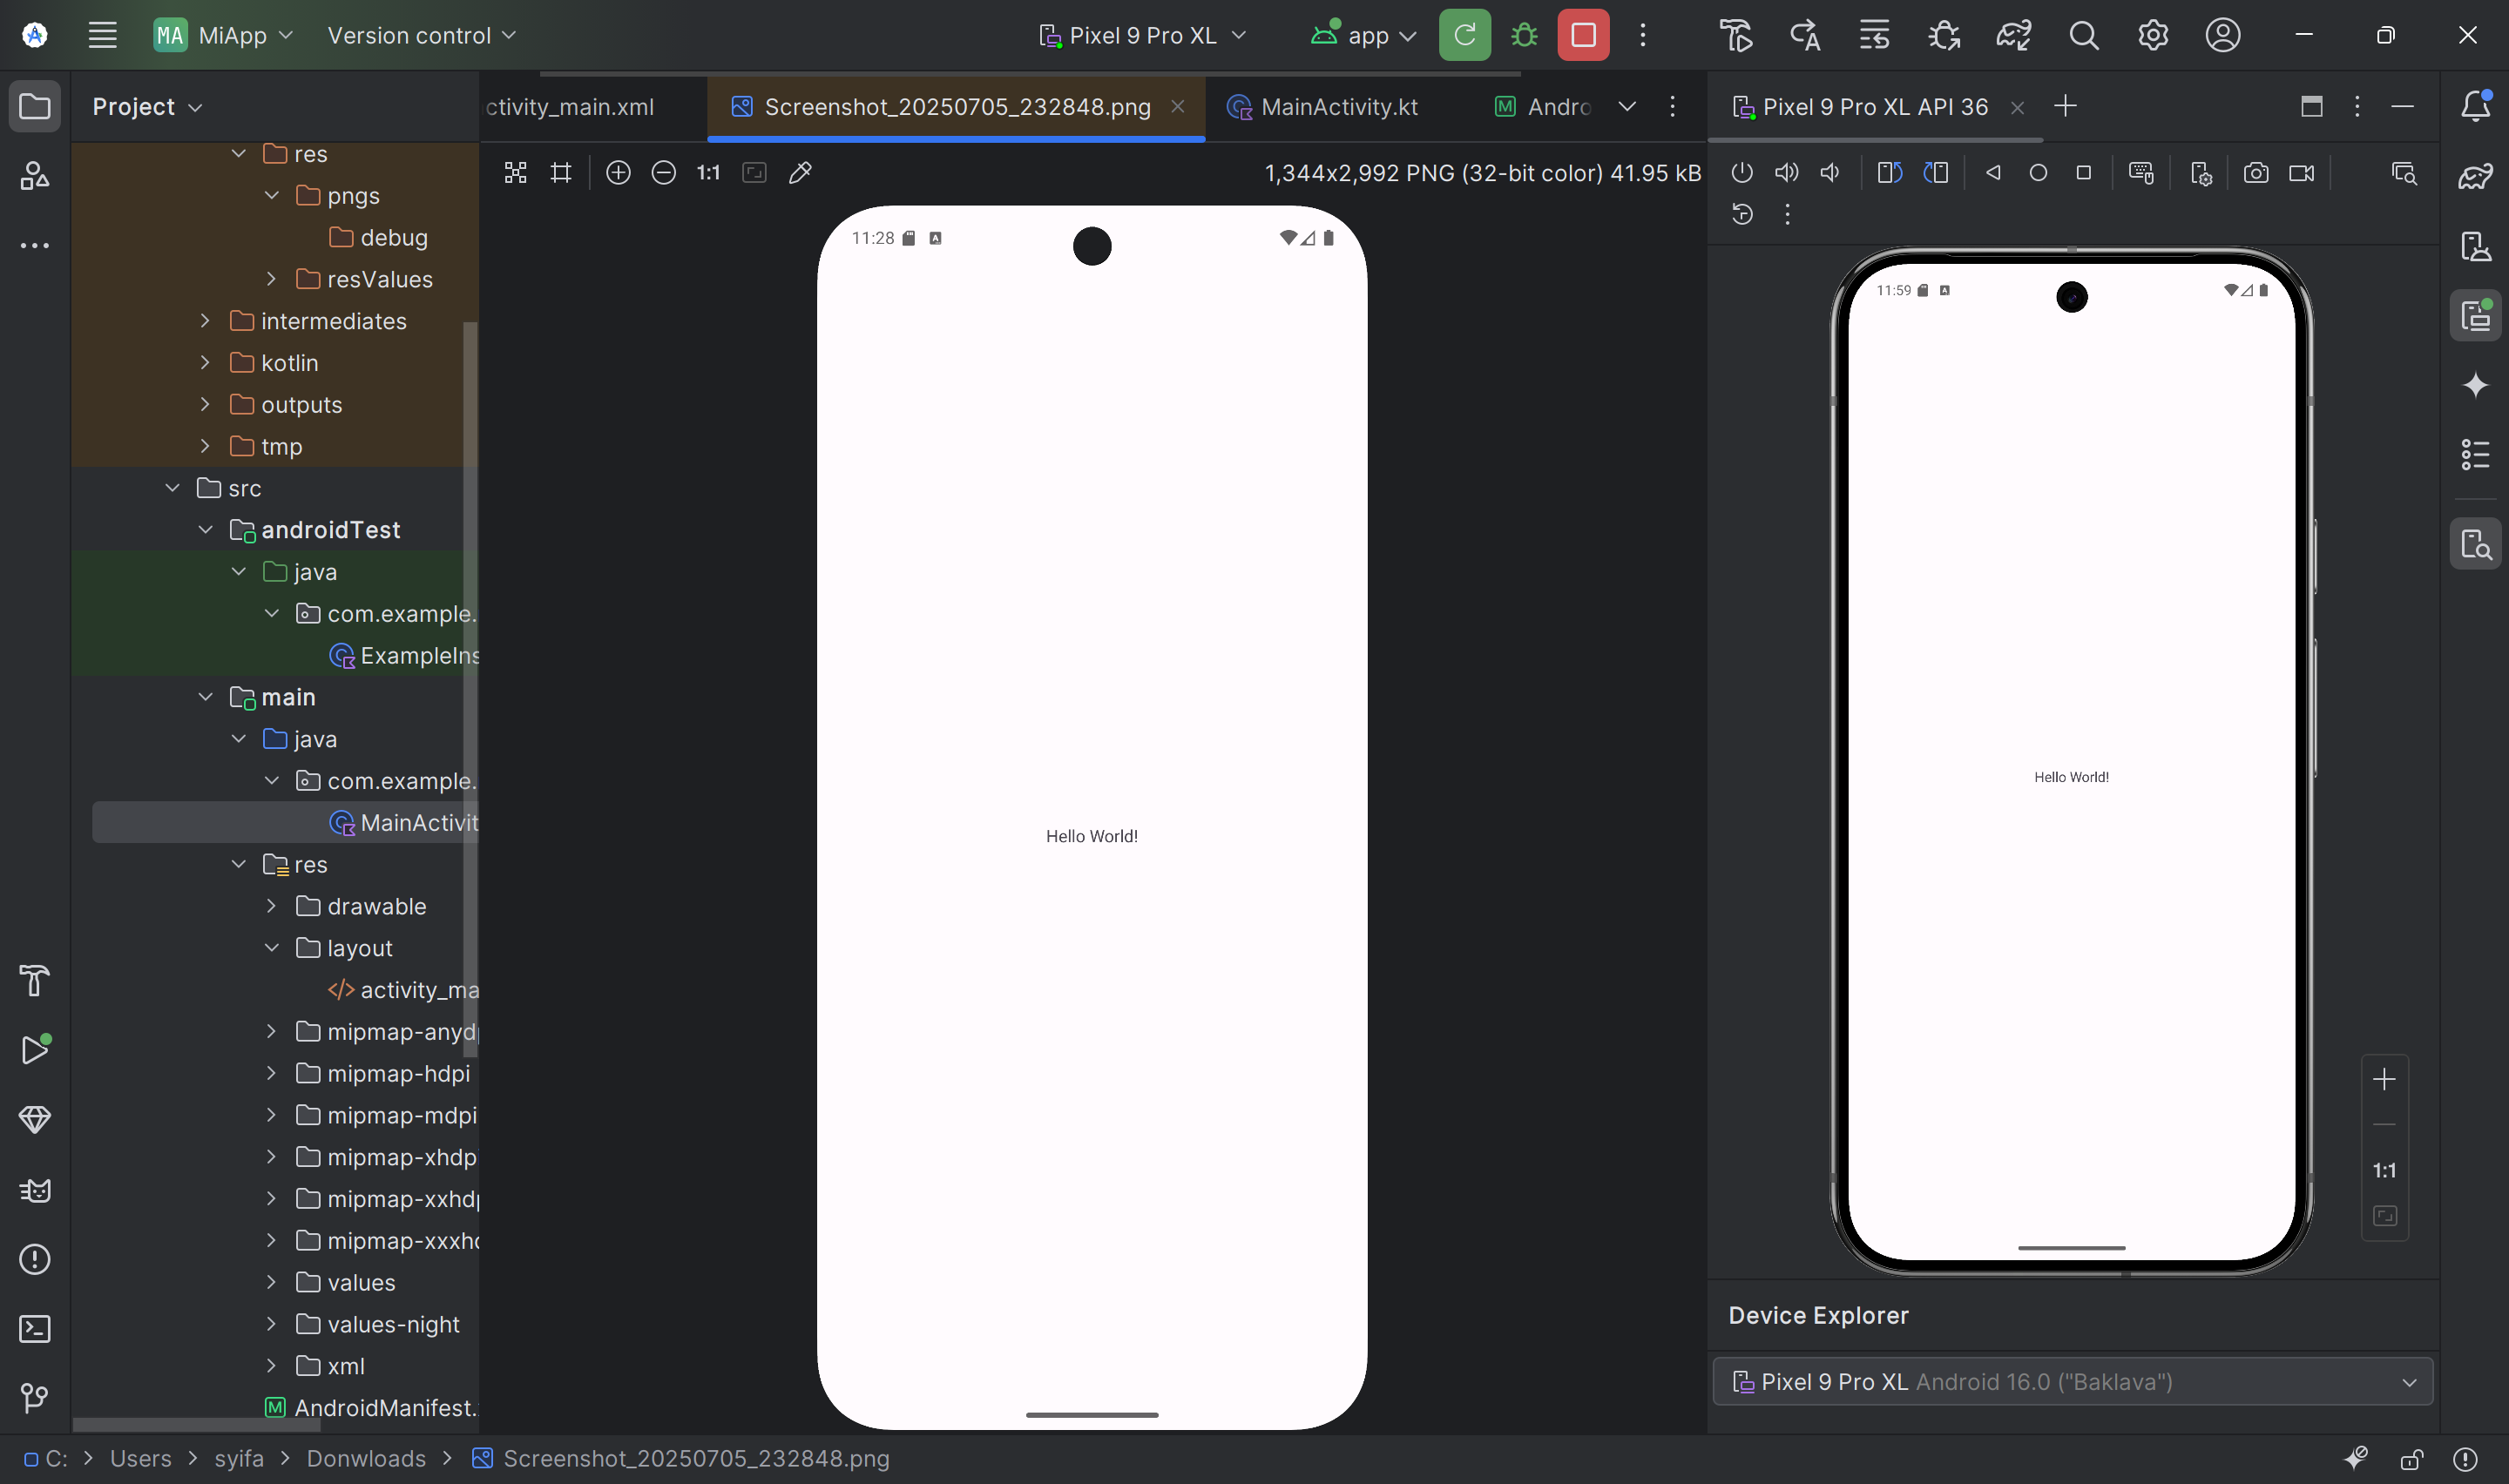 MA MiApp Version control Pixel 9 Pro XL app
Project
ctivity_main.xml Screenshot_20250705_232848.png MainActivity.kt Andro
Pixel 9 Pro XL API 36
1:1 1,344x2,992 PNG (32-bit color) 41.95 kB
res
pngs
debug
resValues
intermediates
kotlin
outputs
tmp
src
androidTest
java
com.example.
ExampleIns
main
java
com.example.
MainActivit
res
drawable
layout
activity_ma
mipmap-anydp
mipmap-hdpi
mipmap-mdpi
mipmap-xhdp
mipmap-xxhdp
mipmap-xxxhd
values
values-night
xml
AndroidManifest.
11:28
Hello World!
11:59
Hello World!
1:1
Device Explorer
Pixel 9 Pro XL Android 16.0 ("Baklava")
C: > Users > syifa > Donwloads > Screenshot_20250705_232848.png